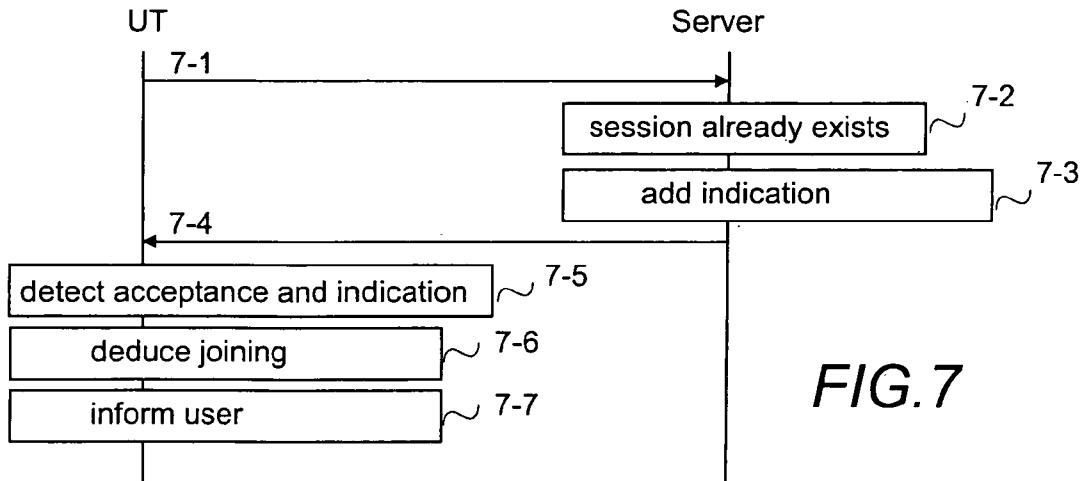 UT
Server
7-1
7-2
session already exists
7-3
add indication
7-4
7-5
detect acceptance and indication
7-6
deduce joining
7-7
inform user
FIG.7